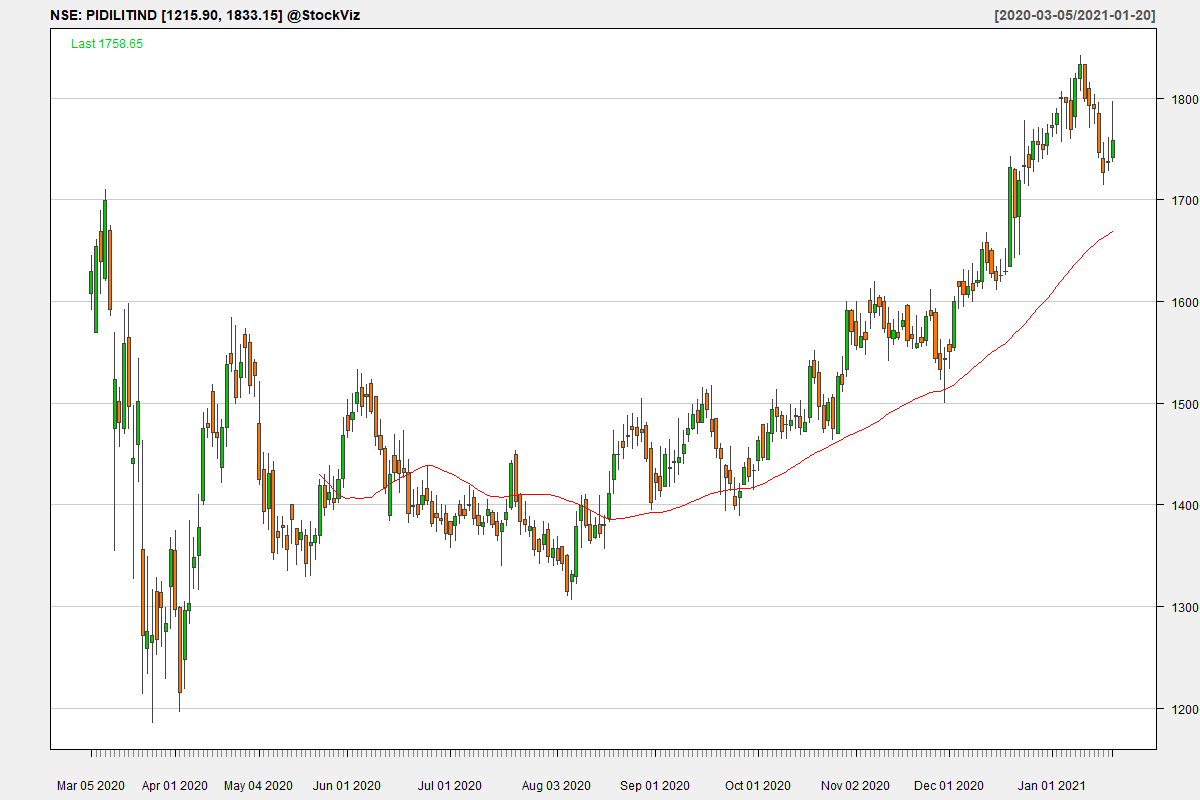 NSE: PIDILITIND [1215.90, 1833.15] @StockViz [2020-03-05/2021-01-20]
Last 1758.65
1800
1700
1600
1500
1400
1300
1200
Mar 05 2020 Apr 01 2020 May 04 2020 Jun 01 2020 Jul 01 2020 Aug 03 2020 Sep 01 2020 Oct 01 2020 Nov 02 2020 Dec 01 2020 Jan 01 2021